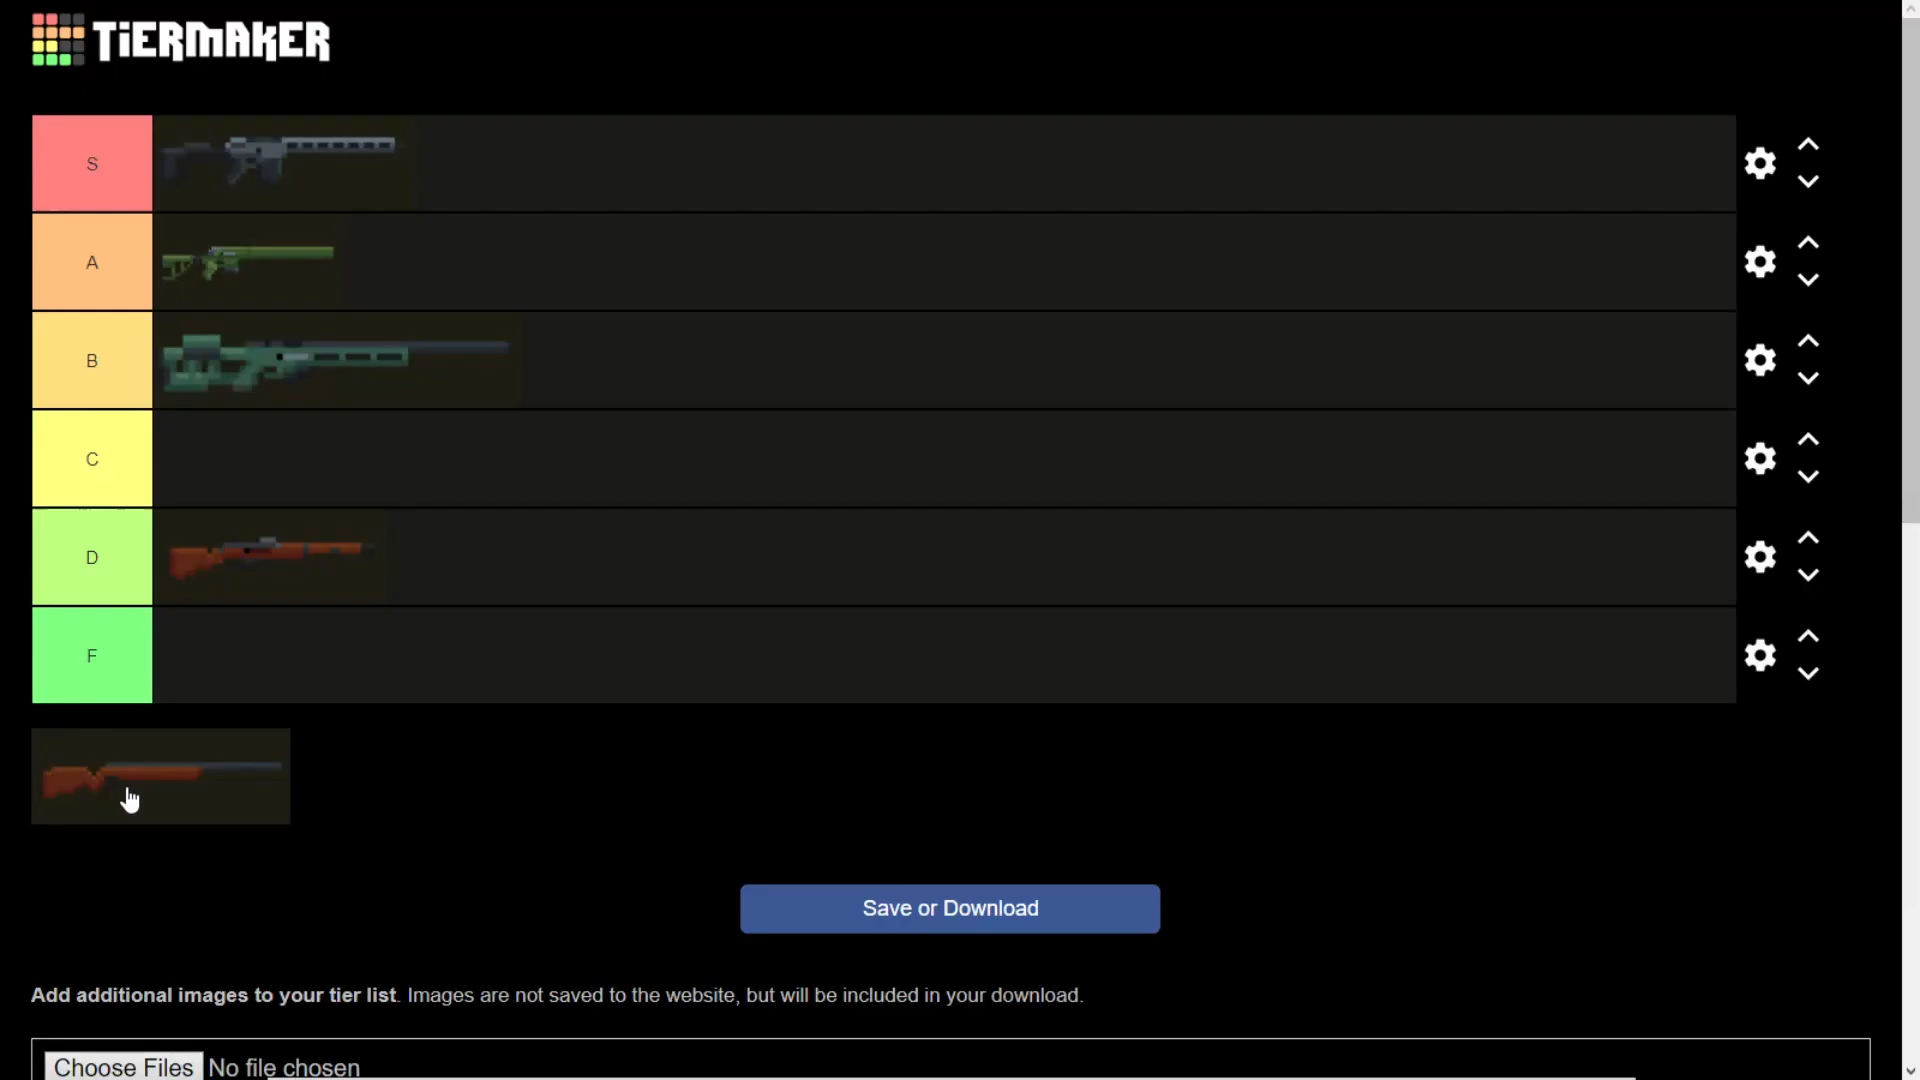 TiERMAKER
S
A
B
C
D
F
Save or Download
Add additional images to your tier list. Images are not saved to the website, but will be included in your download.
Choose Files No file chosen